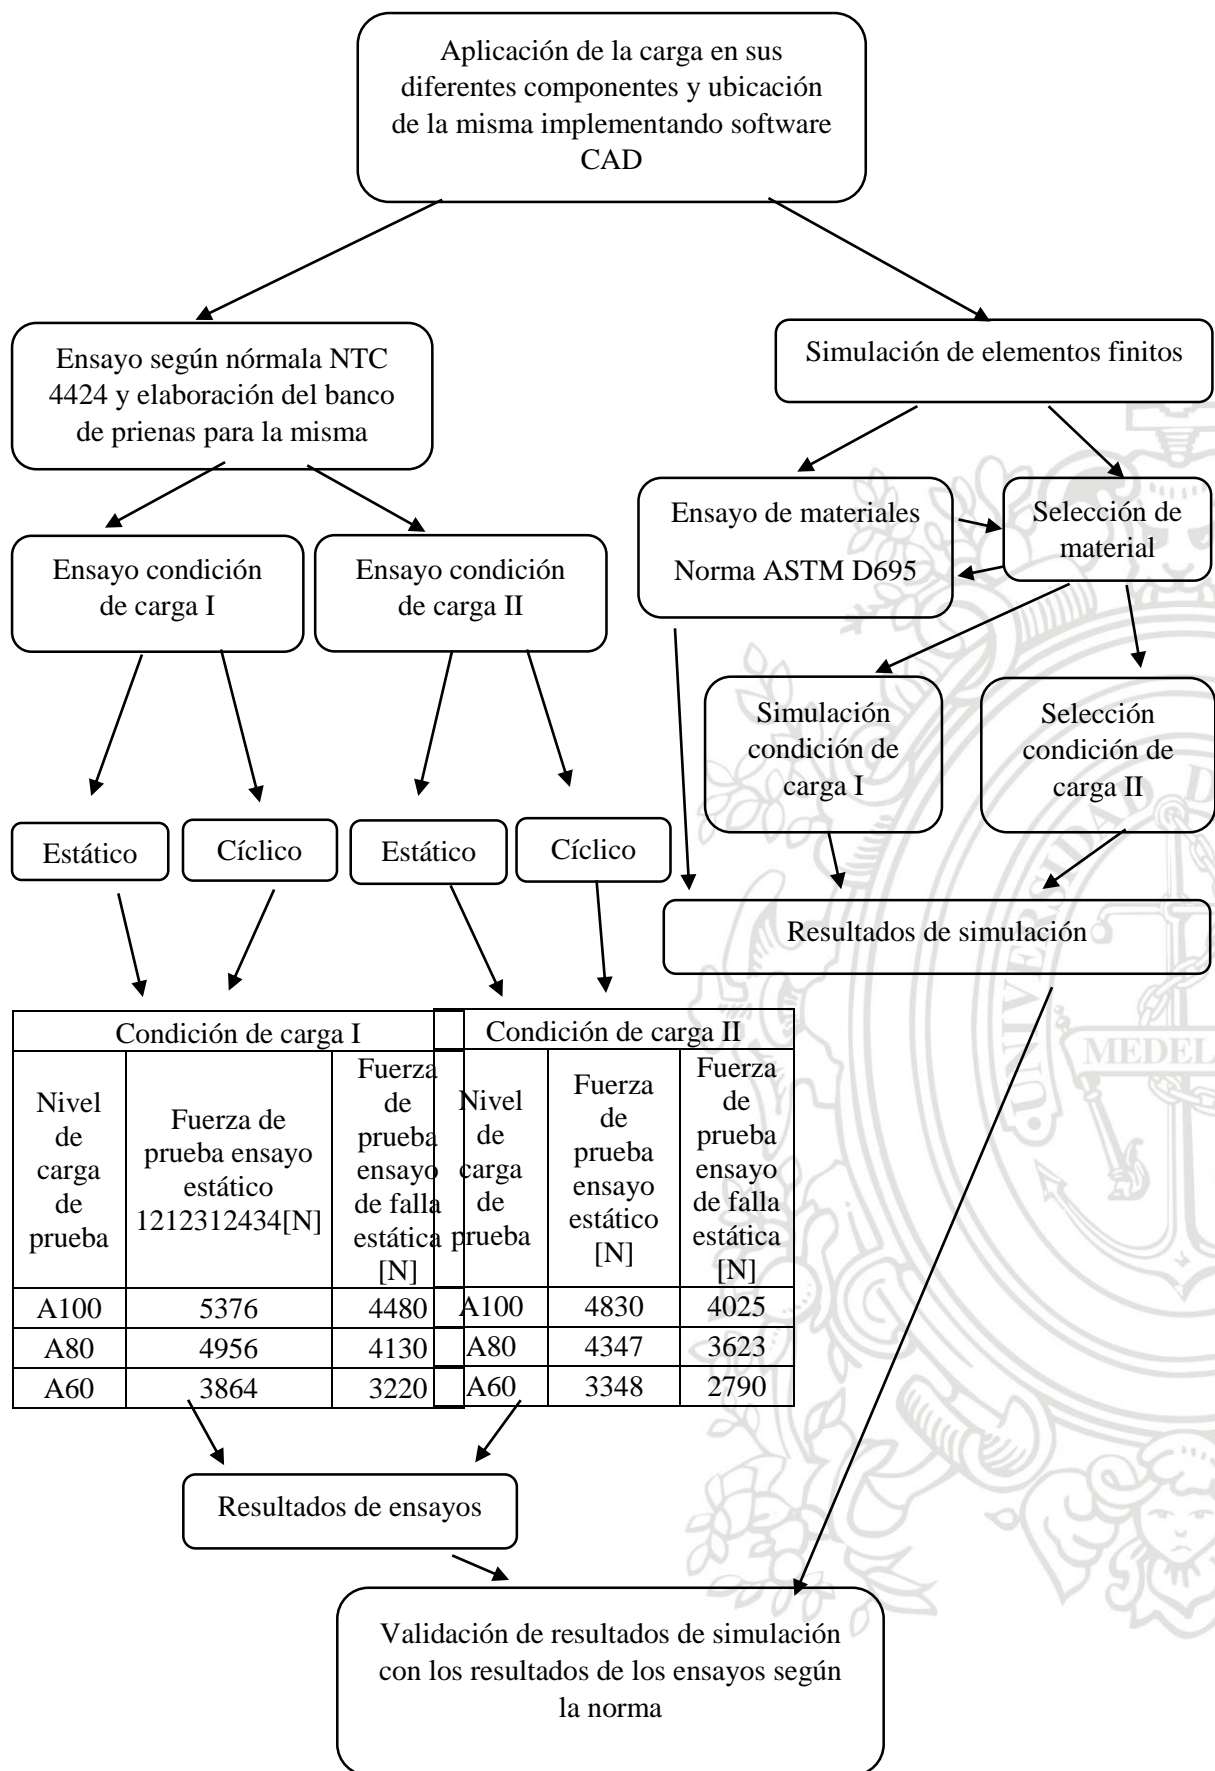 Aplicación de la carga en sus
diferentes componentes y ubicación
de la misma implementando software
CAD
Ensayo según nórmala NTC
4424 y elaboración del banco
de prienas para la misma
Simulación de elementos finitos
Ensayo condición
de carga I
Ensayo condición
de carga II
Ensayo de materiales
Norma ASTM D695
Selección de
material
Simulación
condición de
carga I
Selección
condición de
carga II
Estático
Cíclico
Estático
Cíclico
Resultados de simulación
Condición de carga I
Nivel
de
carga
de
prueba
Fuerza de
prueba ensayo
estático
1212312434[N]
Fuerza
de
prueba
ensayo
de falla
estática
[N]
A100 5376 4480
A80 4956 4130
A60 3864 3220
Condición de carga II
Nivel
de
carga
de
prueba
Fuerza
de
prueba
ensayo
estático
[N]
Fuerza
de
prueba
ensayo
de falla
estática
[N]
A100 4830 4025
A80 4347 3623
A60 3348 2790
Resultados de ensayos
Validación de resultados de simulación
con los resultados de los ensayos según
la norma
UNIVERSIDAD D
MEDEL